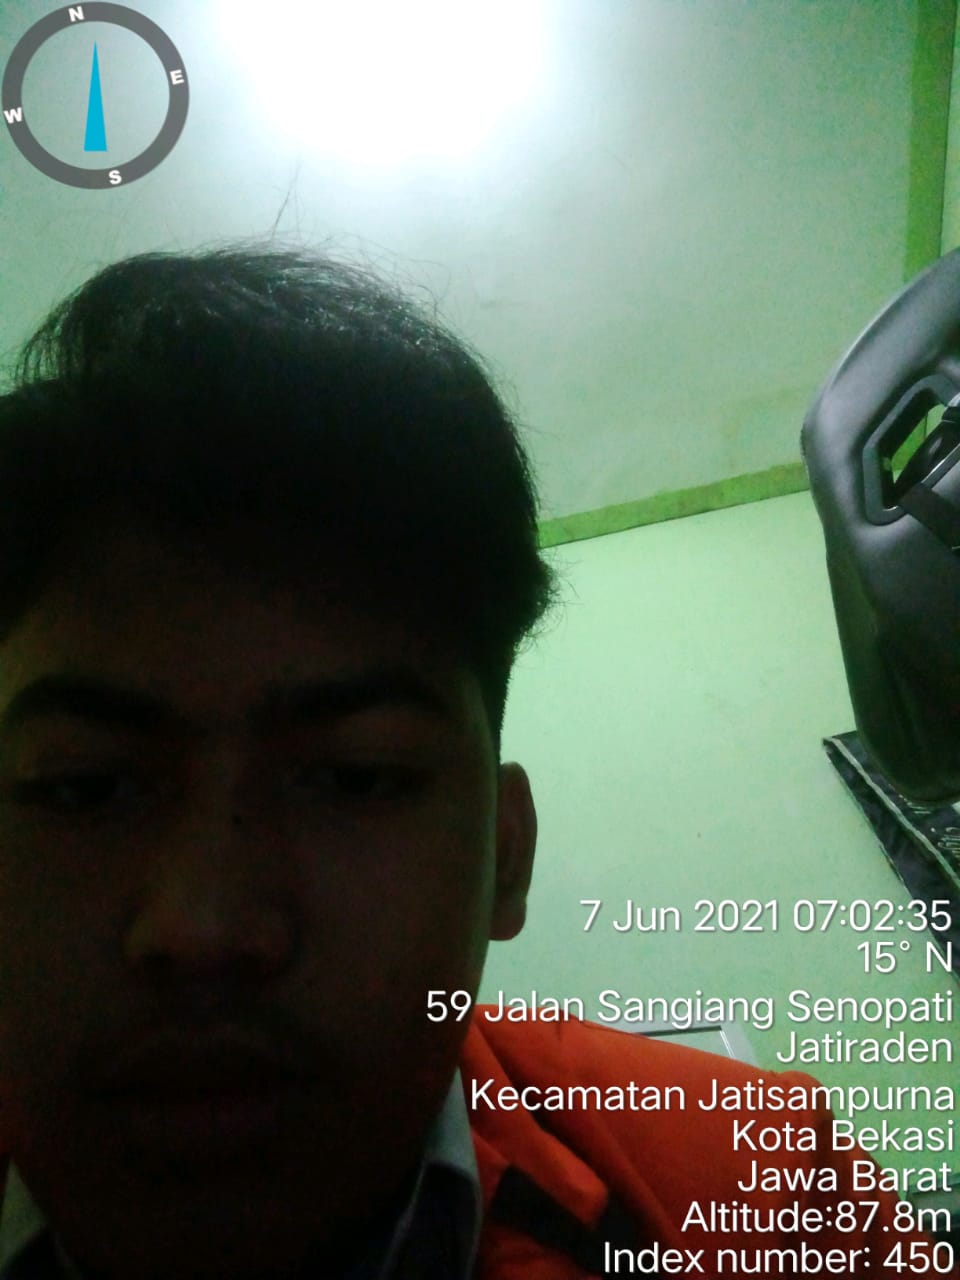 N
E
W
S
7 Jun 2021 07:02:35
15° N
59 Jalan Sangiang Senopati
Jatiraden
Kecamatan Jatisampurna
Kota Bekasi
Jawa Barat
Altitude:87.8m
Index number: 450